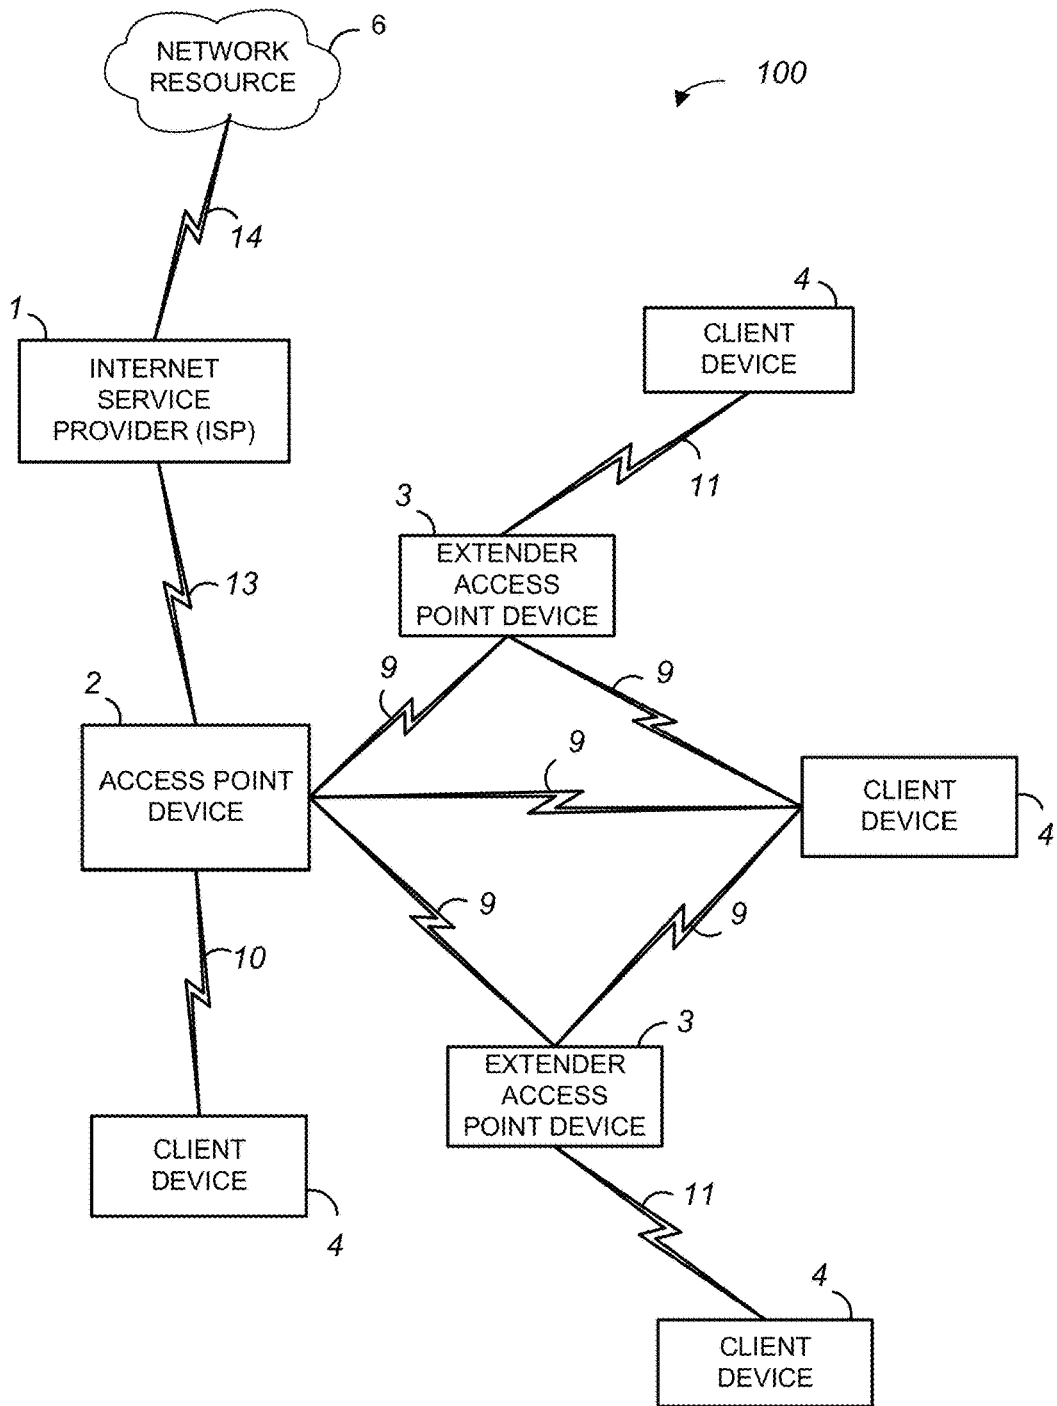 6
NETWORK
RESOURCE
100
14
1
INTERNET
SERVICE
PROVIDER (ISP)
4
CLIENT
DEVICE
11
3
EXTENDER
ACCESS
POINT DEVICE
13
9
9
2
ACCESS POINT
DEVICE
9
CLIENT
DEVICE
4
9
9
10
3
EXTENDER
ACCESS
POINT DEVICE
CLIENT
DEVICE
4
11
4
CLIENT
DEVICE